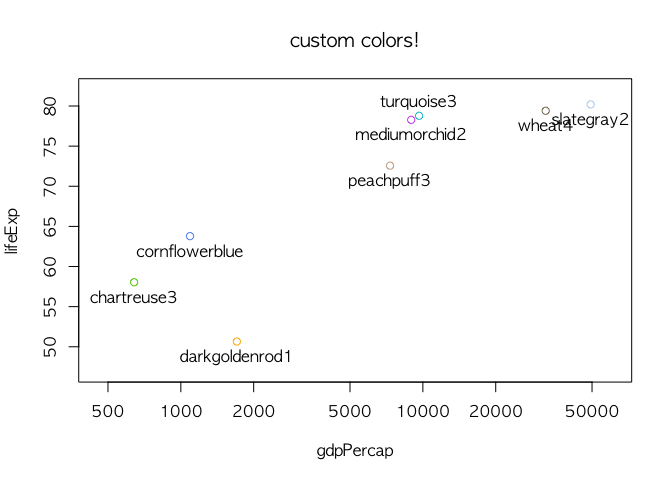 custom colors!
lifeExp
80
75
70
65
60
55
50
turquoise3
mediumorchid2
wheat4
slategray2
peachpuff3
cornflowerblue
chartreuse3
darkgoldenrod1
500 1000 2000 5000 10000 20000 50000
gdpPercap